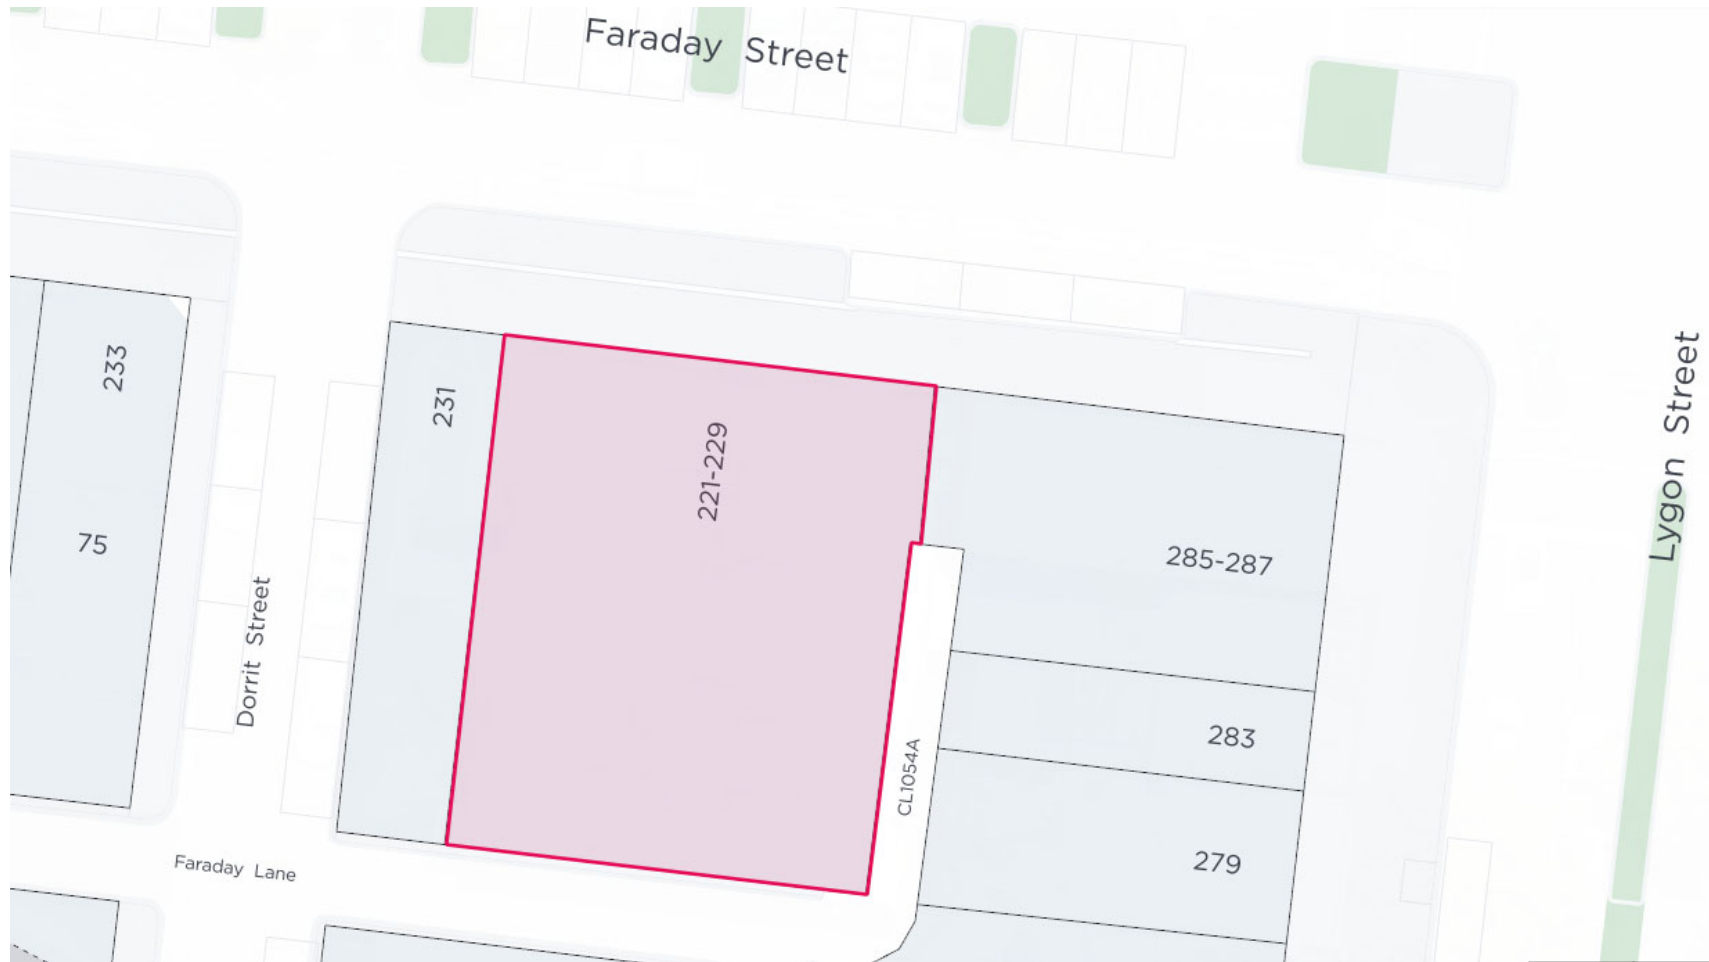 Faraday Street
233
231
221-229
Lygon Street
75
285-287
Dorrit Street
283
CL1054A
Faraday Lane
279